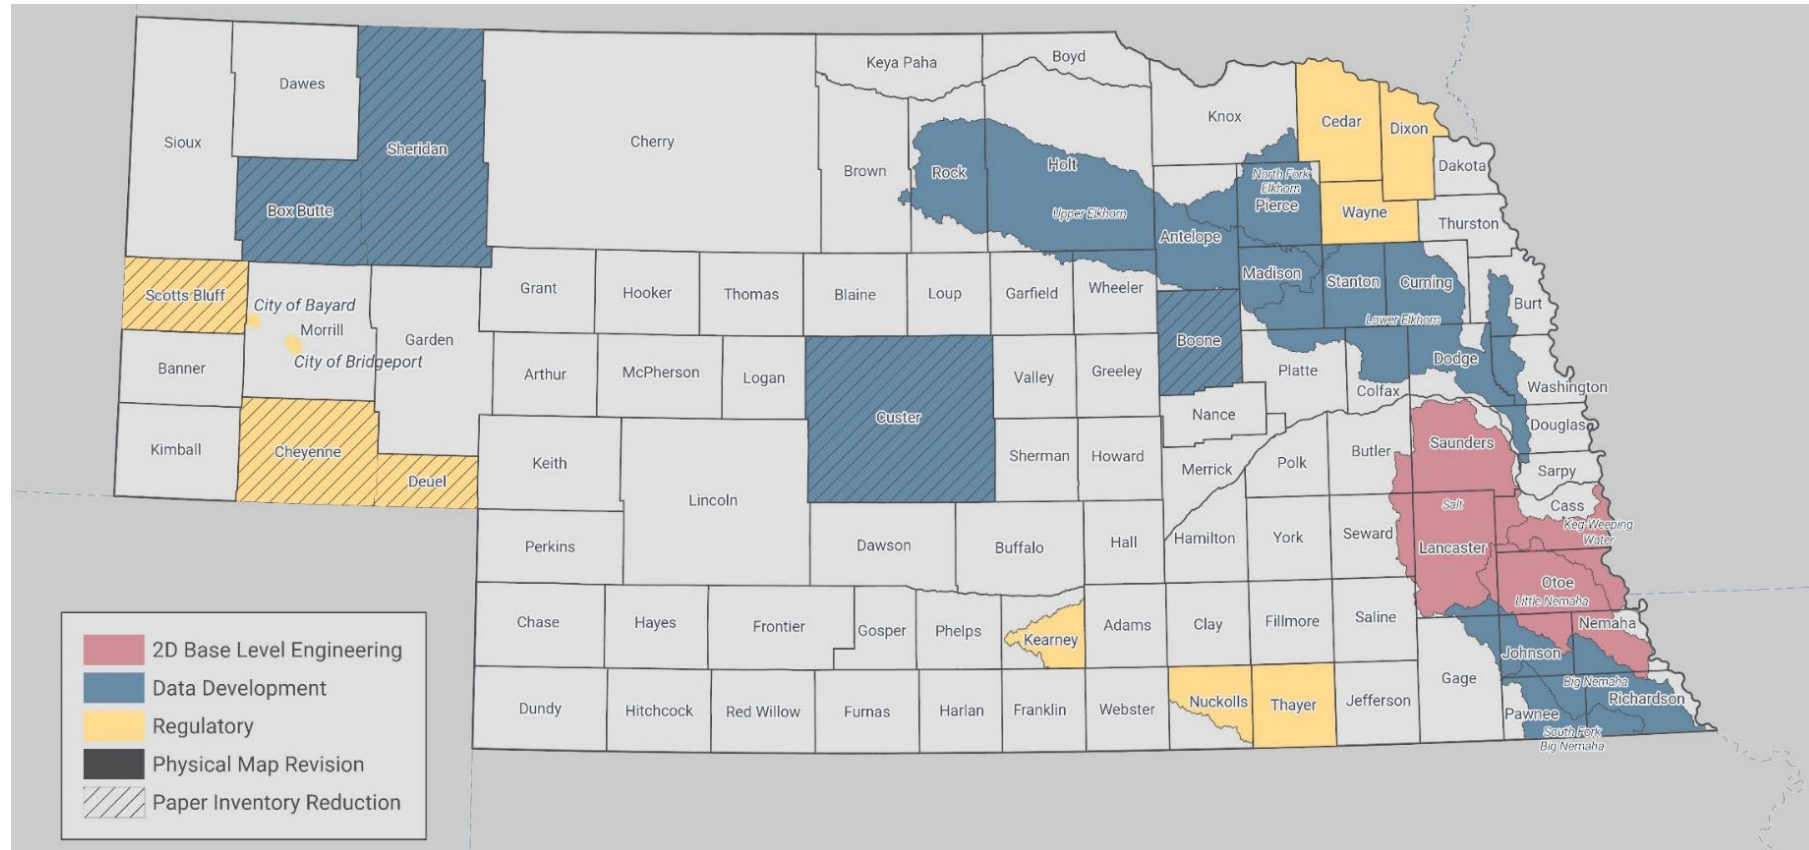 Sioux
Dawes
Sheridan
Box Butte
Cherry
Keya Paha
Boyd
Brown
Rock
Holt
Upper Elkhorn
Knox
North Fork
Elkhorn
Pierce
Antelope
Cedar
Dixon
Dakota
Wayne
Thurston
Scotts Bluff
City of Bayard
Morrill
City of Bridgeport
Garden
Banner
Kimball
Cheyenne
Deuel
Grant
Hooker
Thomas
Blaine
Loup
Garfield
Wheeler
Madison
Stanton
Cuming
Burt
Lower Elkhorn
Arthur
McPherson
Logan
Custer
Valley
Greeley
Boone
Platte
Colfax
Dodge
Washington
Nance
Douglas
Keith
Lincoln
Sherman
Howard
Merrick
Polk
Butler
Saunders
Sarpy
Salt
Cass
Keg-Weeping
Water
Perkins
Dawson
Buffalo
Hall
Hamilton
York
Seward
Lancaster
Otoe
Little Nemaha
Chase
Hayes
Frontier
Gosper
Phelps
Kearney
Adams
Clay
Fillmore
Saline
Nemaha
Johnson
Gage
Big Nemaha
Richardson
Pawnee
South Fork
Big Nemaha
Dundy
Hitchcock
Red Willow
Furnas
Harlan
Franklin
Webster
Nuckolls
Thayer
Jefferson
2D Base Level Engineering
Data Development
Regulatory
Physical Map Revision
Paper Inventory Reduction